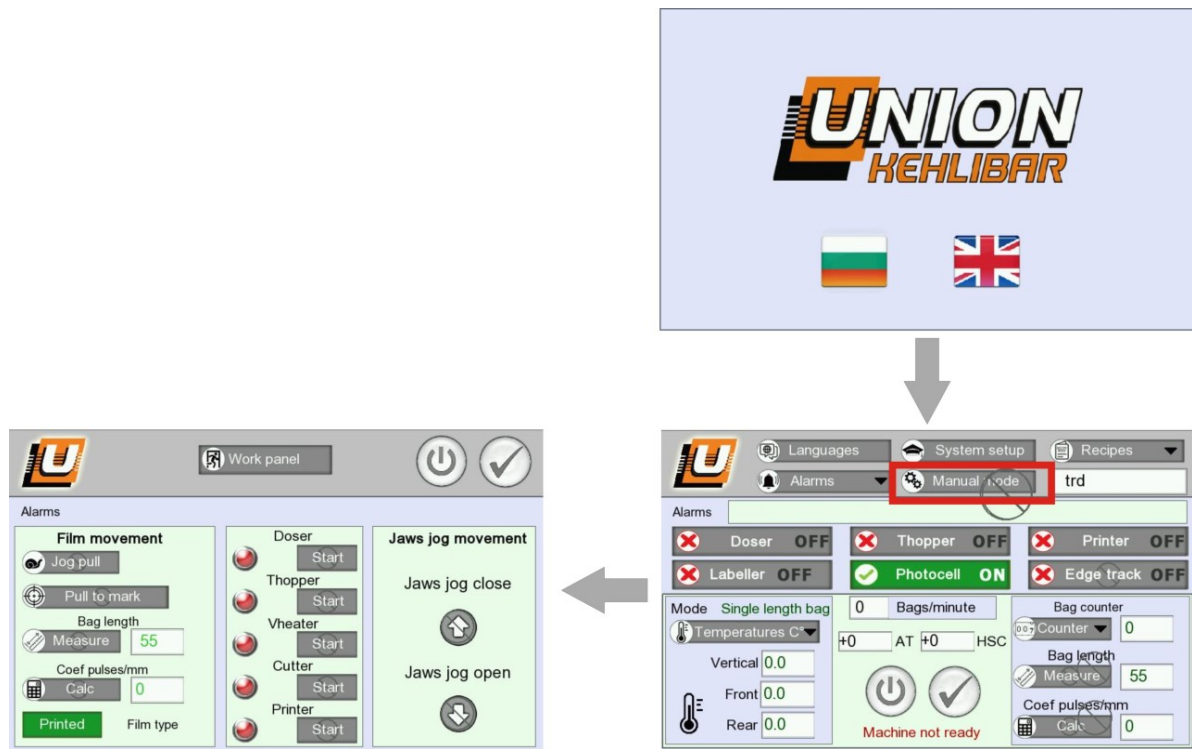 UNION
KEHLIBAR
U
Work panel
Alarms
Film movement
Jog pull
Pull to mark
Bag length
Measure 55
Coef pulses/mm
Calc 0
Printed Film type
Doser
Start
Thopper
Start
Vheater
Start
Cutter
Start
Printer
Start
Jaws jog movement
Jaws jog close
Jaws jog open
U
Languages System setup Recipes
Alarms Manual mode trd
Alarms
Doser OFF Thopper OFF Printer OFF
Labeller OFF Photocell ON Edge track OFF
Mode Single length bag
Temperatures C°
Vertical 0.0
Front 0.0
Rear 0.0
0 Bags/minute
+0 AT +0 HSC
Machine not ready
Bag counter
007 Counter 0
Bag length
Measure 55
Coef pulses/mm
Calc 0